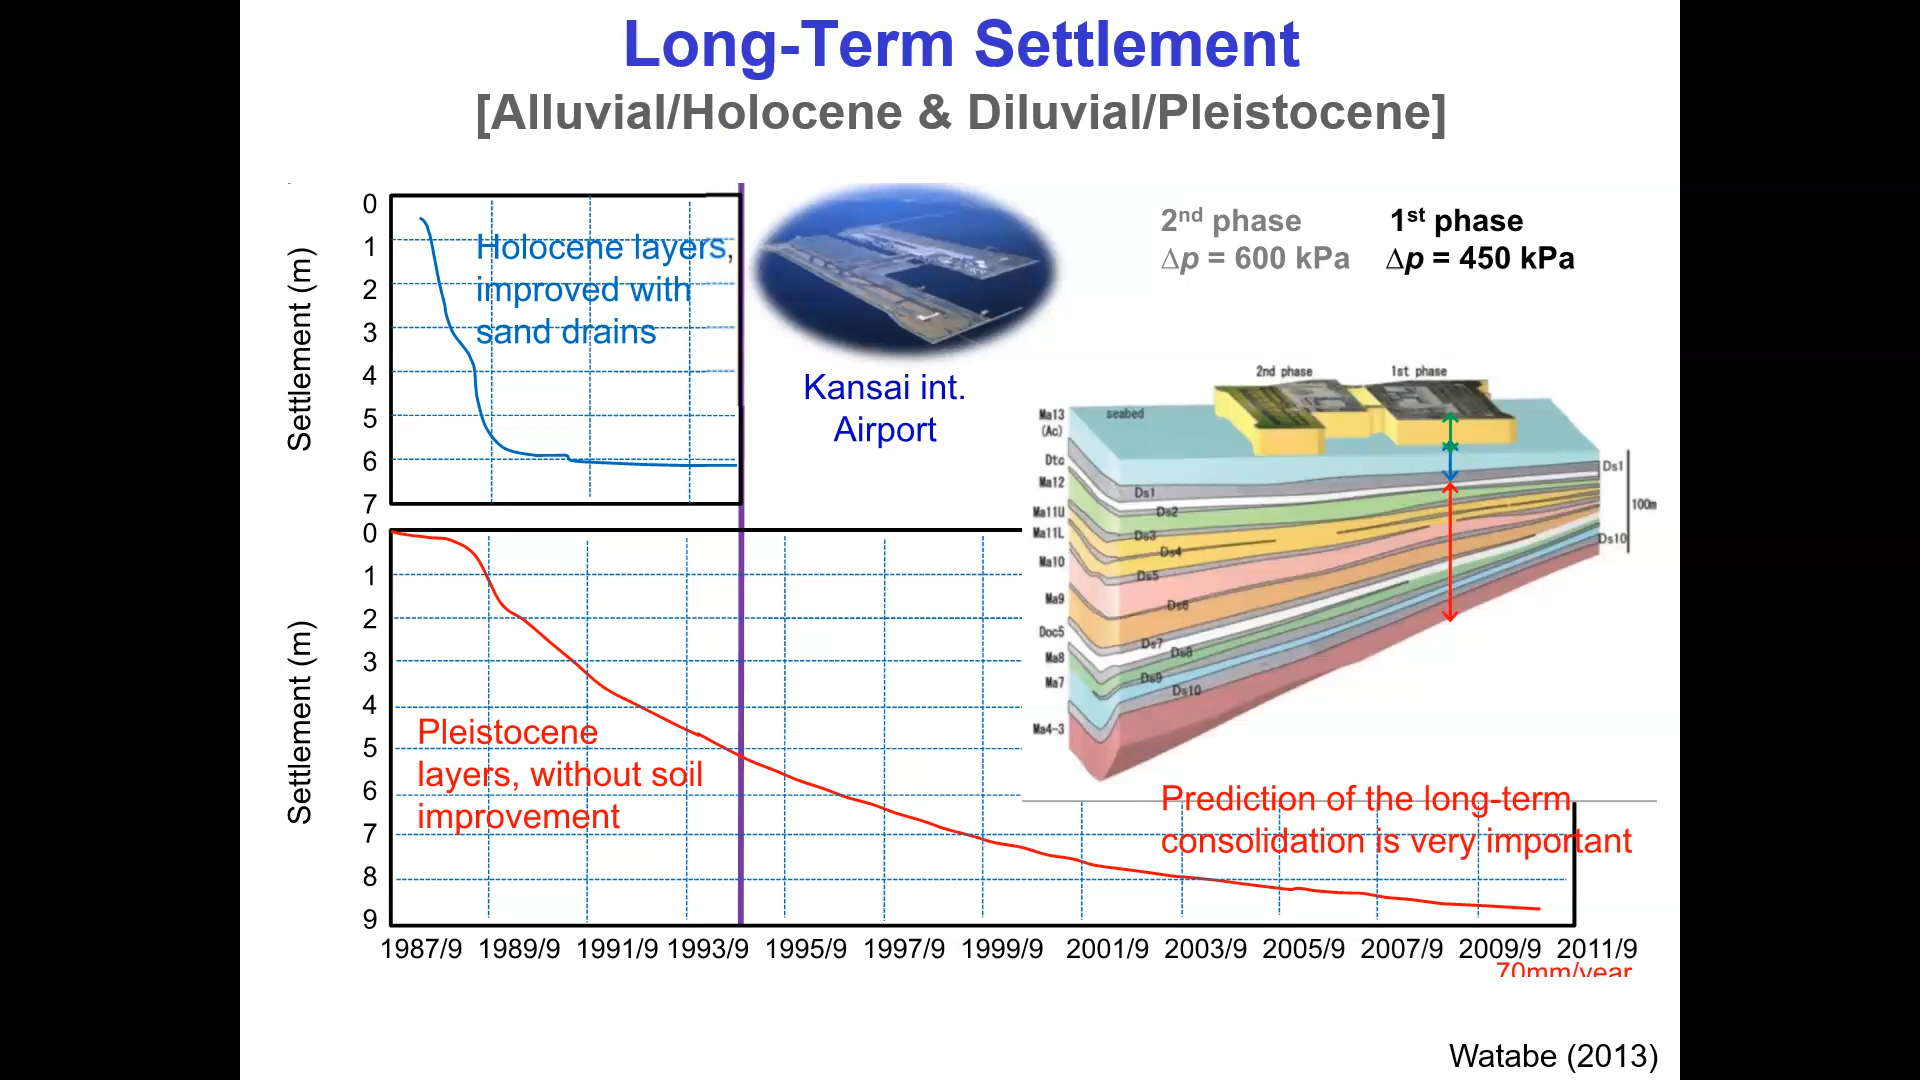 Long-Term Settlement
[Alluvial/Holocene & Diluvial/Pleistocene]
Settlement (m)
0
1
2
3
4
5
6
7
Holocene layers,
improved with
sand drains
Kansai int.
Airport
2nd phase
Δp = 600 kPa
1st phase
Δp = 450 kPa
2nd phase
1st phase
seabed
Ma13
(Ac)
Dtc
Ma12
Ma11U
Ma11L
Ma10
Ma9
Doc5
Ma8
Ma7
Ma4-3
Ds1
Ds2
Ds3
Ds4
Ds5
Ds6
Ds7
Ds8
Ds9
Ds10
Ds1
100m
Ds10
Settlement (m)
0
1
2
3
4
5
6
7
8
9
Pleistocene
layers, without soil
improvement
Prediction of the long-term
consolidation is very important
1987/9 1989/9 1991/9 1993/9 1995/9 1997/9 1999/9 2001/9 2003/9 2005/9 2007/9 2009/9 2011/9
70mm/year
Watabe (2013)